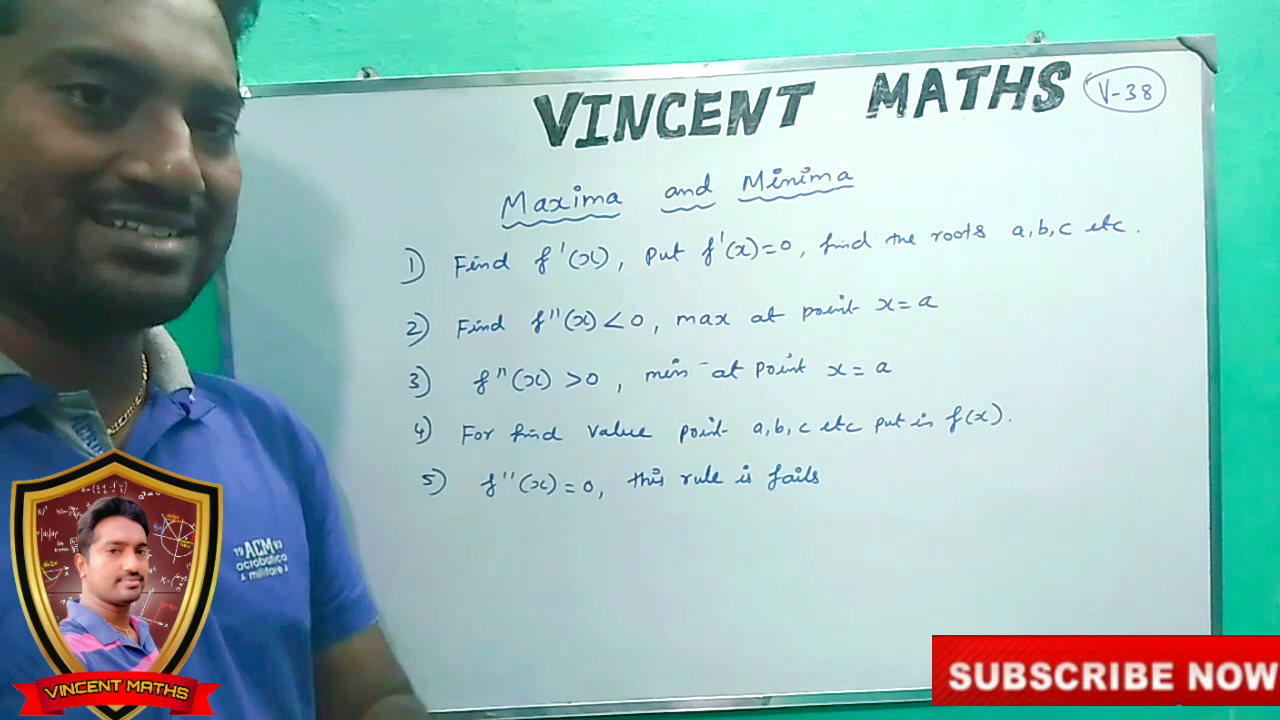 VINCENT MATHS V-38
Maxima and Minima
1) Find f'(x), put f'(x)=0, find the roots a,b,c etc.
2) Find f''(x)<0, max at point x=a
3) f''(x)>0, min at point x=a
4) For find value point a,b,c etc put is f(x).
5) f''(x)=0, this rule is fails
19 ACM 93
acrobatica
militare
VINCENT MATHS
SUBSCRIBE NOW